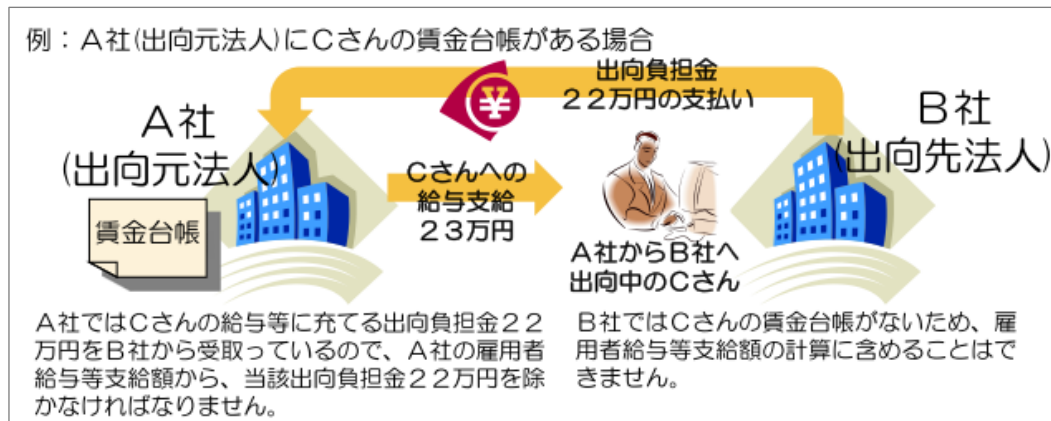 例：Ａ社(出向元法人)にＣさんの賃金台帳がある場合
出向負担金
２２万円の支払い
Ａ社
(出向元法人)
賃金台帳
¥
Ｃさんへの
給与支給
２３万円
Ａ社からＢ社へ
出向中のＣさん
Ｂ社
(出向先法人)
Ａ社ではＣさんの給与等に充てる出向負担金２２
万円をＢ社から受取っているので、Ａ社の雇用者
給与等支給額から、当該出向負担金２２万円を除
かなければなりません。
Ｂ社ではＣさんの賃金台帳がないため、雇
用者給与等支給額の計算に含めることはで
きません。